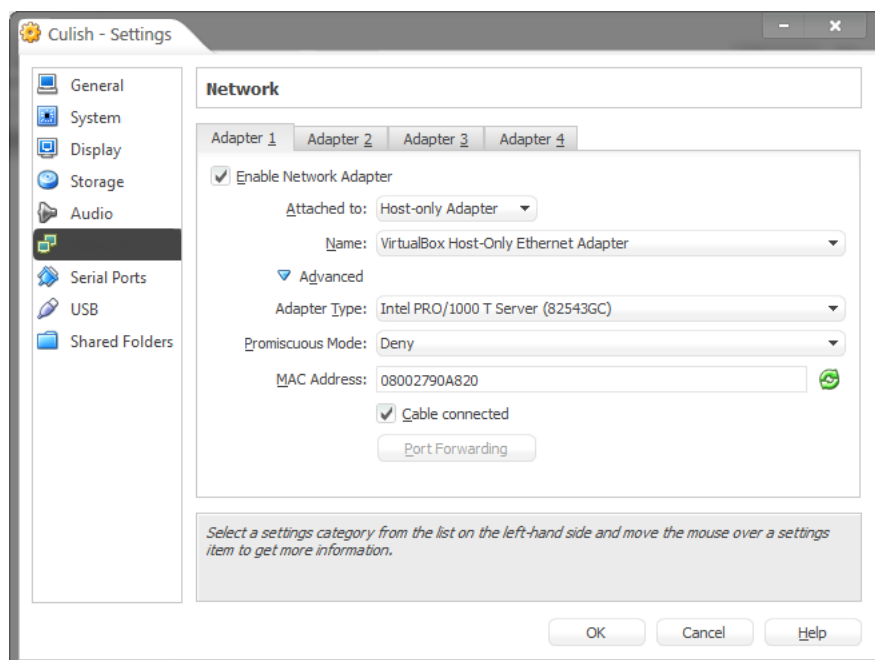 Culish - Settings
General
System
Display
Storage
Audio
Serial Ports
USB
Shared Folders
Network
Adapter 1 Adapter 2 Adapter 3 Adapter 4
Enable Network Adapter
Attached to: Host-only Adapter
Name: VirtualBox Host-Only Ethernet Adapter
Advanced
Adapter Type: Intel PRO/1000 T Server (82543GC)
Promiscuous Mode: Deny
MAC Address: 08002790A820
Cable connected
Port Forwarding
Select a settings category from the list on the left-hand side and move the mouse over a settings
item to get more information.
OK Cancel Help